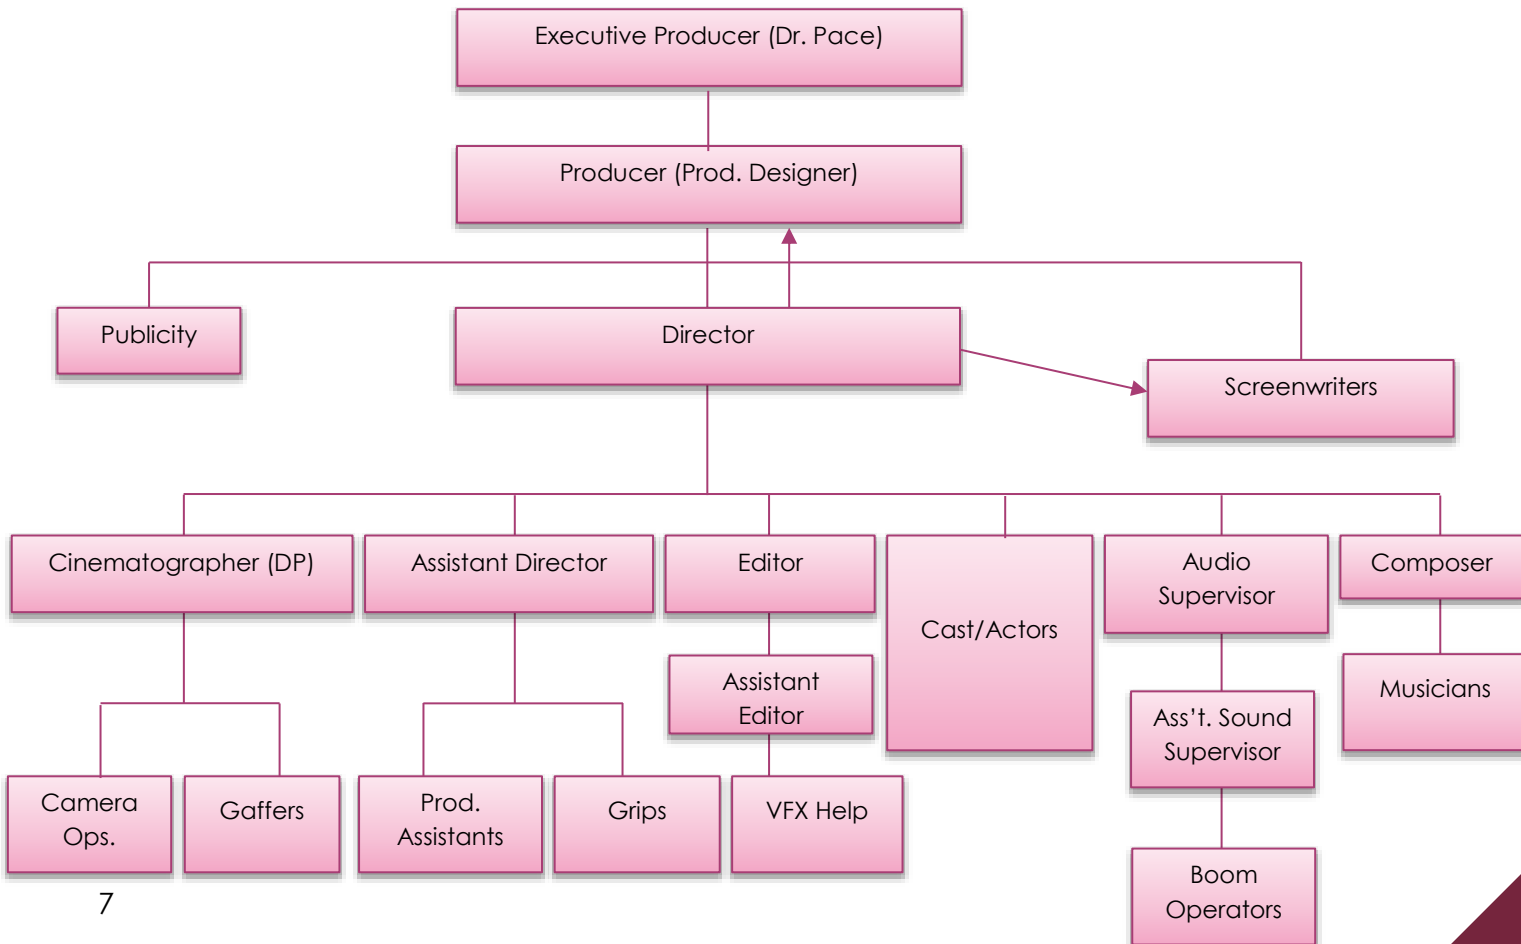 Executive Producer (Dr. Pace)
Producer (Prod. Designer)
Publicity
Director
Screenwriters
Cinematographer (DP)
Assistant Director
Editor
Cast/Actors
Audio
Supervisor
Composer
Assistant
Editor
Musicians
Ass’t. Sound
Supervisor
Camera
Ops.
Gaffers
Prod.
Assistants
Grips
VFX Help
Boom
Operators
7